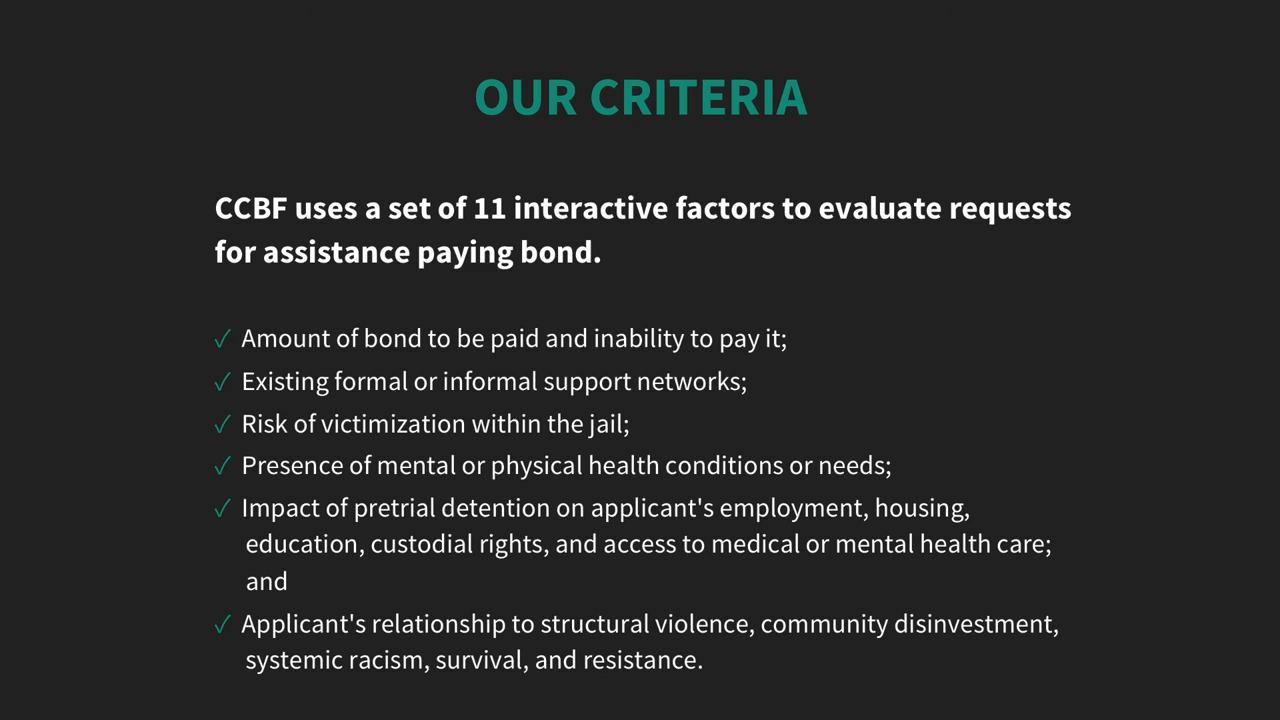 OUR CRITERIA
CCBF uses a set of 11 interactive factors to evaluate requests
for assistance paying bond.
✓ Amount of bond to be paid and inability to pay it;
✓ Existing formal or informal support networks;
✓ Risk of victimization within the jail;
✓ Presence of mental or physical health conditions or needs;
✓ Impact of pretrial detention on applicant's employment, housing,
education, custodial rights, and access to medical or mental health care;
and
✓ Applicant's relationship to structural violence, community disinvestment,
systemic racism, survival, and resistance.